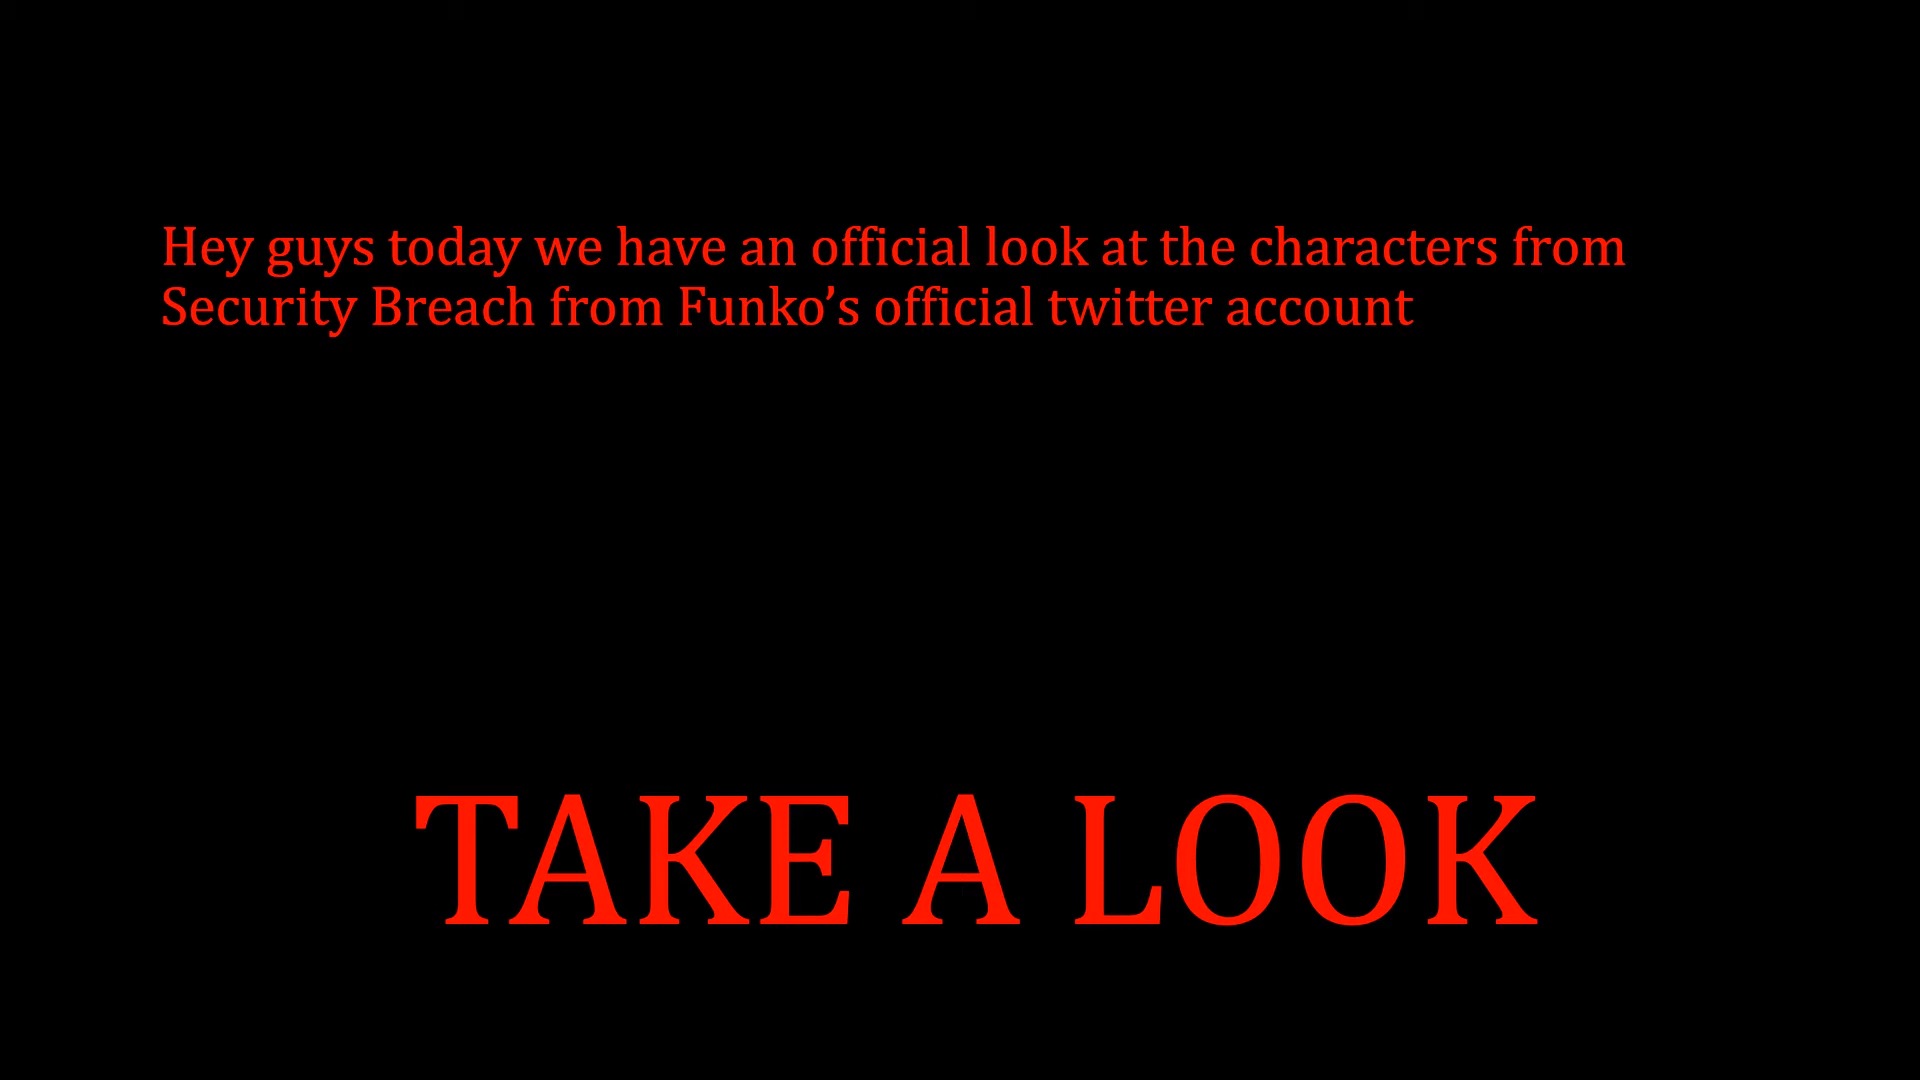 Hey guys today we have an official look at the characters from
Security Breach from Funko’s official twitter account
TAKE A LOOK